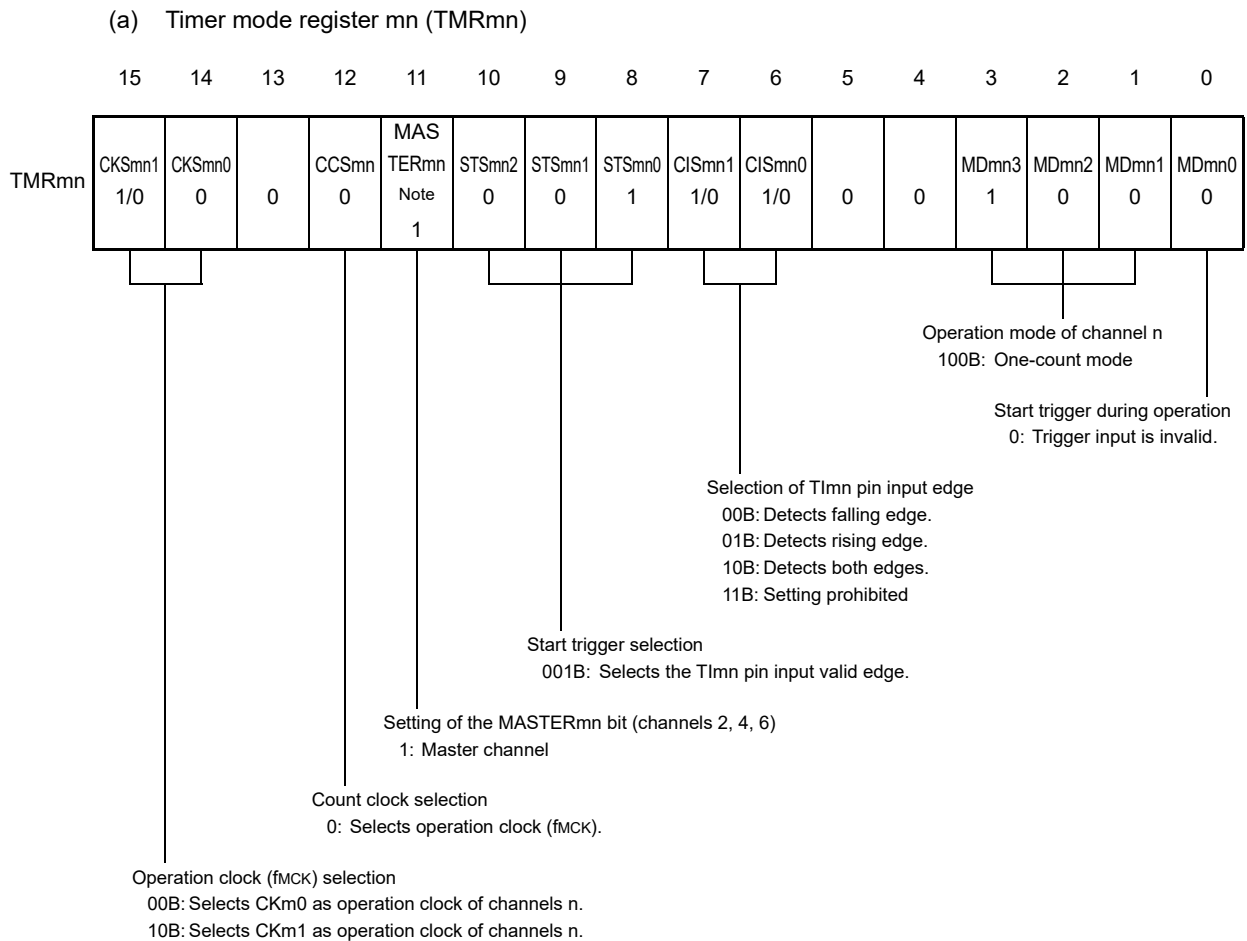 (a) Timer mode register mn (TMRmn)
15 14 13 12 11 10 9 8 7 6 5 4 3 2 1 0
TMRmn
CKSmn1 1/0
CKSmn0 0
0
CCSmn 0
MAS
TERmn
Note
1
STSmn2 0
STSmn1 0
STSmn0 1
CISmn1 1/0
CISmn0 1/0
0
0
MDmn3 1
MDmn2 0
MDmn1 0
MDmn0 0
Operation mode of channel n
100B: One-count mode
Start trigger during operation
0: Trigger input is invalid.
Selection of TImn pin input edge
00B: Detects falling edge.
01B: Detects rising edge.
10B: Detects both edges.
11B: Setting prohibited
Start trigger selection
001B: Selects the TImn pin input valid edge.
Setting of the MASTERmn bit (channels 2, 4, 6)
1: Master channel
Count clock selection
0: Selects operation clock (fMCK).
Operation clock (fMCK) selection
00B: Selects CKm0 as operation clock of channels n.
10B: Selects CKm1 as operation clock of channels n.